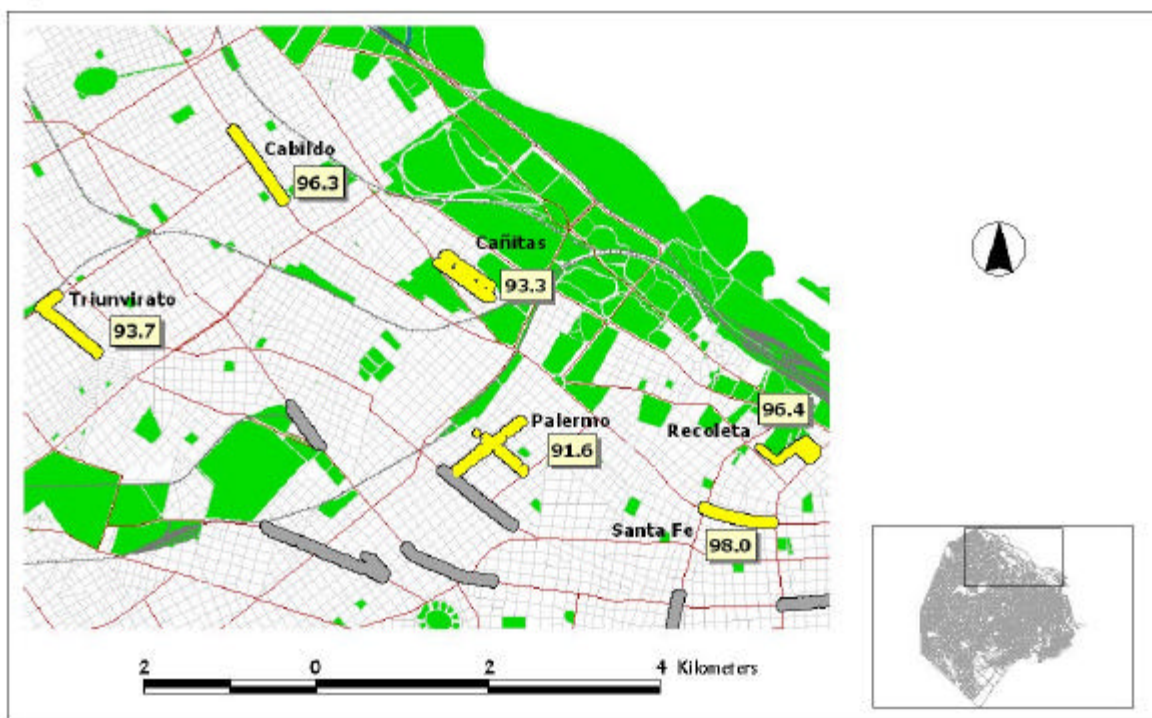 Cabildo
96.3
Cañitas
93.3
Triunvirato
93.7
96.4
Palermo
Recoleta
91.6
Santa Fe
98.0
2 0 2 4 Kilometers